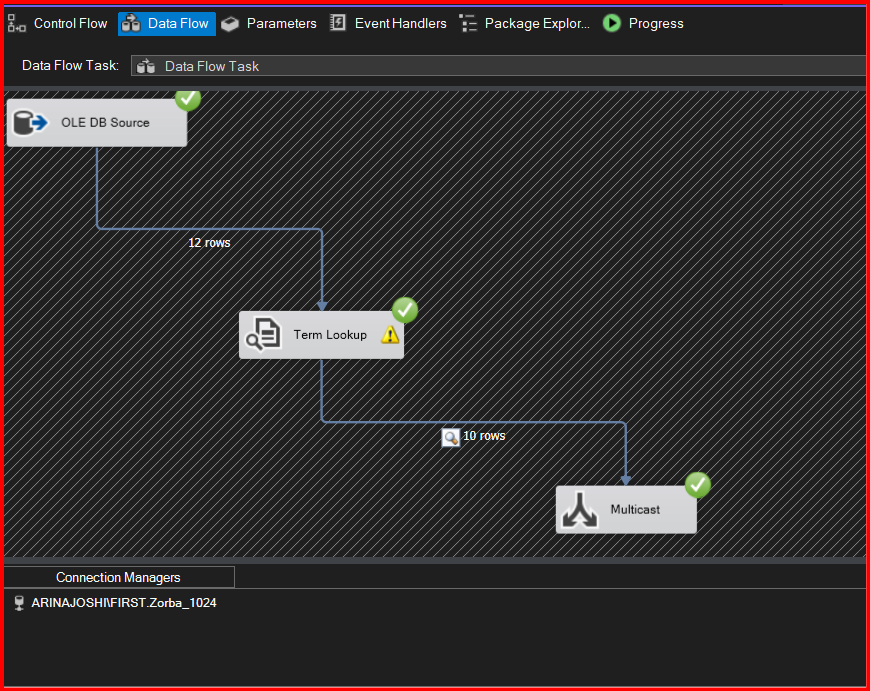 Control Flow Data Flow Parameters Event Handlers Package Explor... Progress
Data Flow Task: Data Flow Task
OLE DB Source
12 rows
Term Lookup
10 rows
Multicast
Connection Managers
ARINAJOSHI\FIRST.Zorba_1024